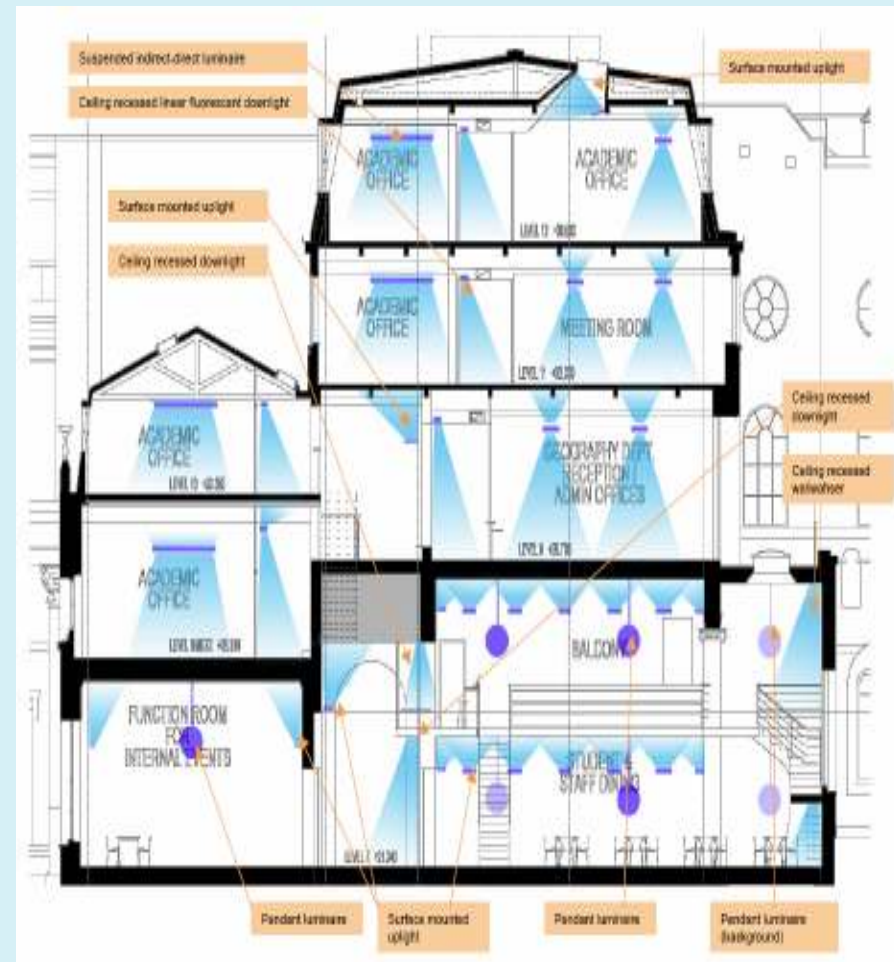 Suspended indirect-direct luminaire
Surface mounted uplight
Ceiling recessed linear fluorescant downlight
ACADEMIC
OFFICE
ACADEMIC
OFFICE
Surface mounted uplight
Ceiling recessed downlight
ACADEMIC
OFFICE
MEETING ROOM
ACADEMIC
OFFICE
GEOGRAPHY DEPT
RECEPTION /
ADMIN OFFICES
Ceiling recessed
downlight
Ceiling recessed
ACADEMIC
OFFICE
BALCONY
FUNCTION ROOM
FOR
INTERNAL EVENTS
STUDENT &
STAFF DINING
Pendant luminaire
Surface mounted
uplight
Pendant luminaire
Pendant luminaire
(background)